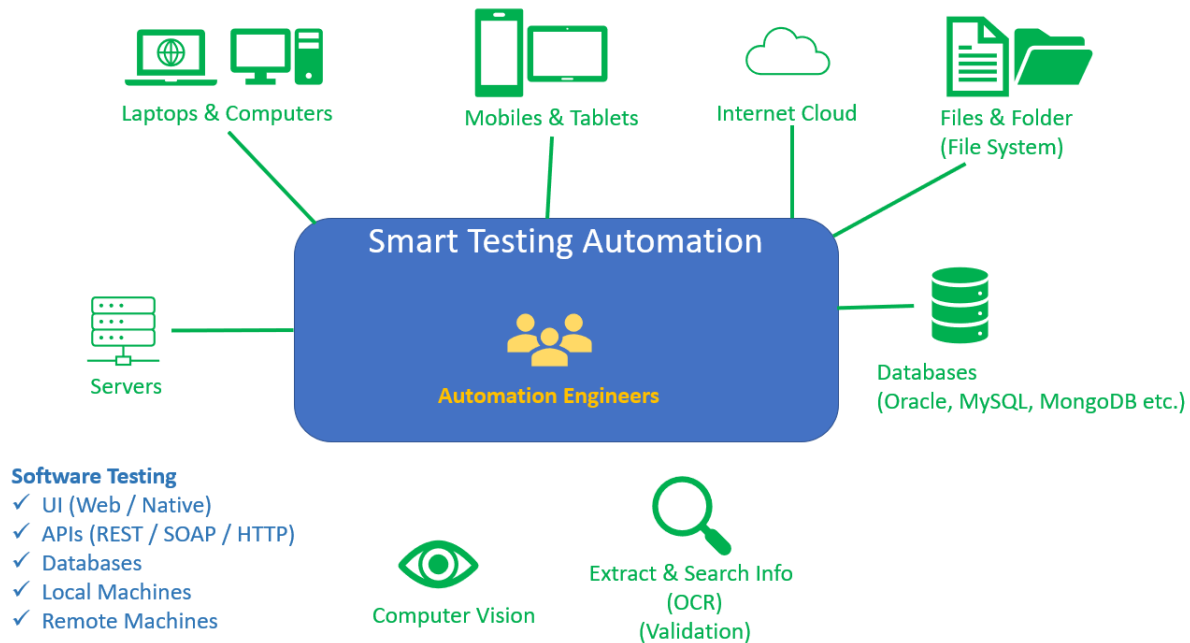 Laptops & Computers
Mobiles & Tablets
Internet Cloud
Files & Folder
(File System)
Smart Testing Automation
Automation Engineers
Servers
Databases
(Oracle, MySQL, MongoDB etc.)
Software Testing
✓ UI (Web / Native)
✓ APIs (REST / SOAP / HTTP)
✓ Databases
✓ Local Machines
✓ Remote Machines
Computer Vision
Extract & Search Info
(OCR)
(Validation)